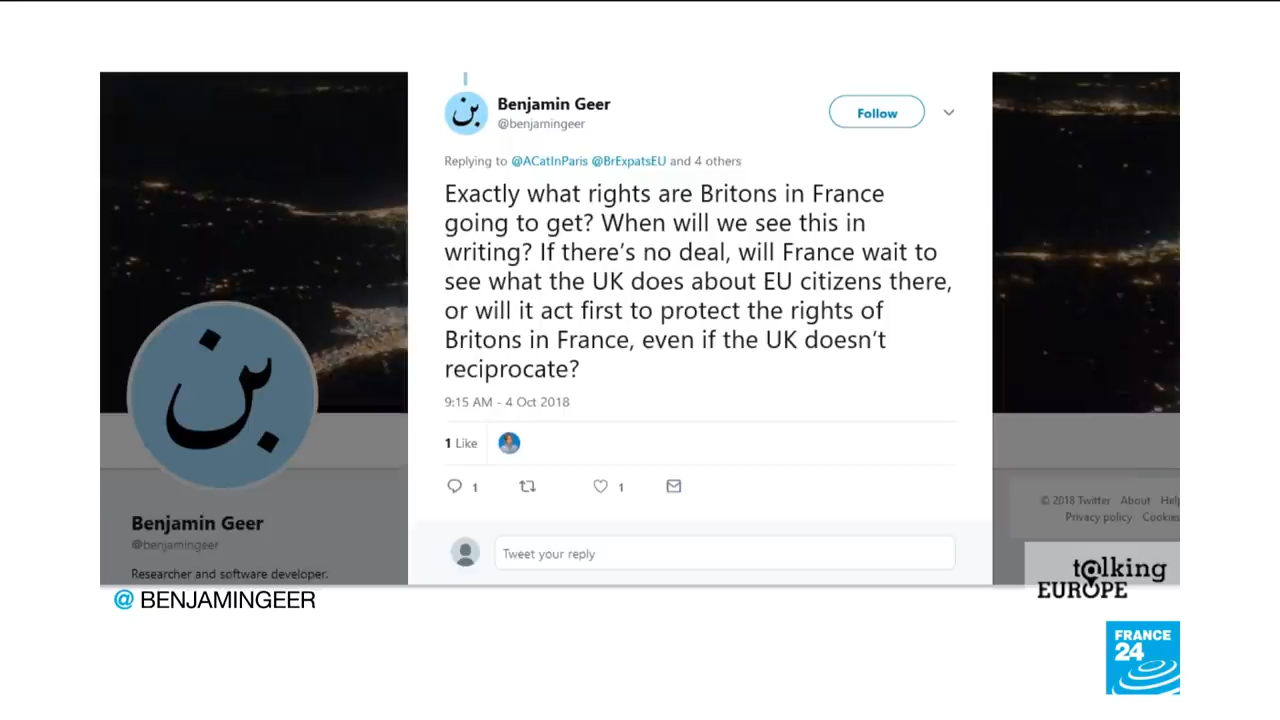 بن
Benjamin Geer
@benjamingeer
Follow
Replying to @ACatInParis @BrExpatsEU and 4 others
Exactly what rights are Britons in France
going to get? When will we see this in
writing? If there's no deal, will France wait to
see what the UK does about EU citizens there,
or will it act first to protect the rights of
Britons in France, even if the UK doesn't
reciprocate?
9:15 AM - 4 Oct 2018
1 Like
1
1
Tweet your reply
بن
Benjamin Geer
@benjamingeer
Researcher and software developer.
© 2018 Twitter About Help
Privacy policy Cookies
@ BENJAMINGEER
talking
EUROPE
FRANCE
24